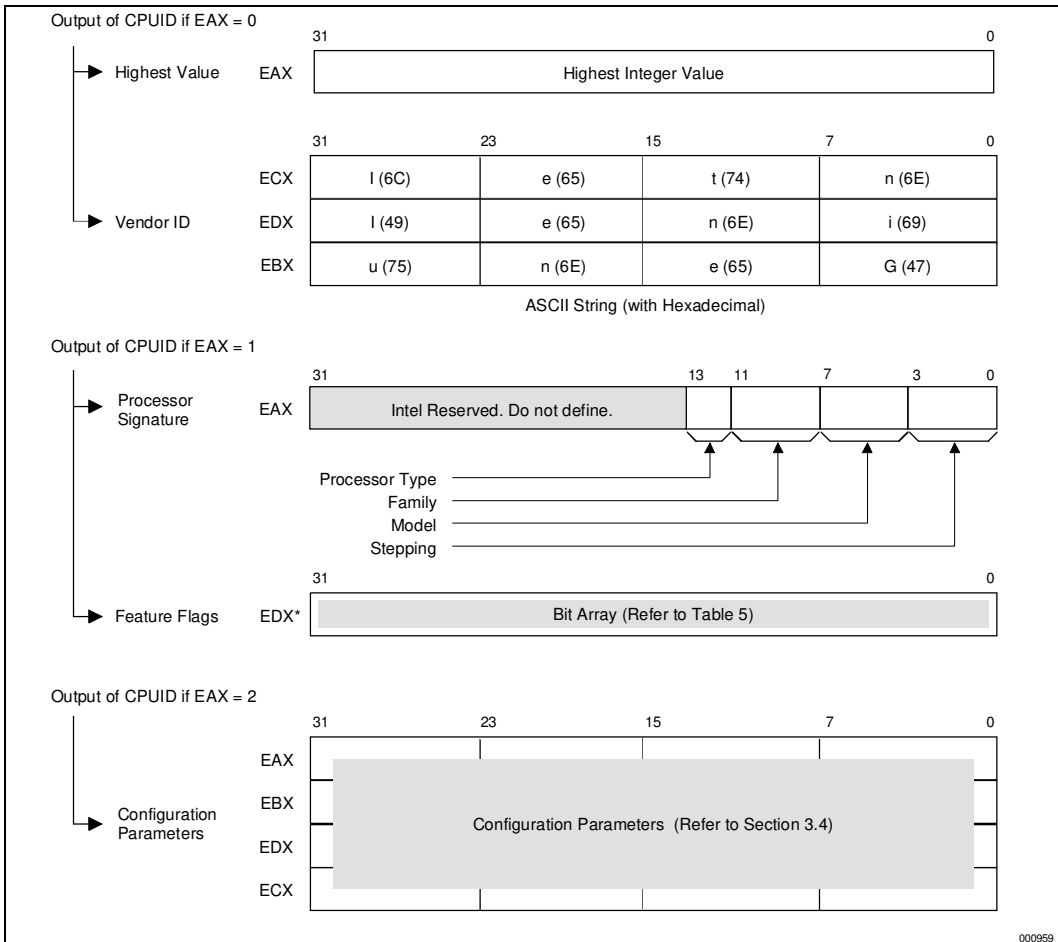 Output of CPUID if EAX = 0
31 0
Highest Value EAX Highest Integer Value
31 23 15 7 0
ECX l (6C) e (65) t (74) n (6E)
Vendor ID EDX I (49) e (65) n (6E) i (69)
EBX u (75) n (6E) e (65) G (47)
ASCII String (with Hexadecimal)
Output of CPUID if EAX = 1
31 13 11 7 3 0
Processor
Signature EAX Intel Reserved. Do not define.
Processor Type
Family
Model
Stepping
31 0
Feature Flags EDX* Bit Array (Refer to Table 5)
Output of CPUID if EAX = 2
31 23 15 7 0
EAX
EBX
Configuration
Parameters Configuration Parameters (Refer to Section 3.4)
EDX
ECX
000959